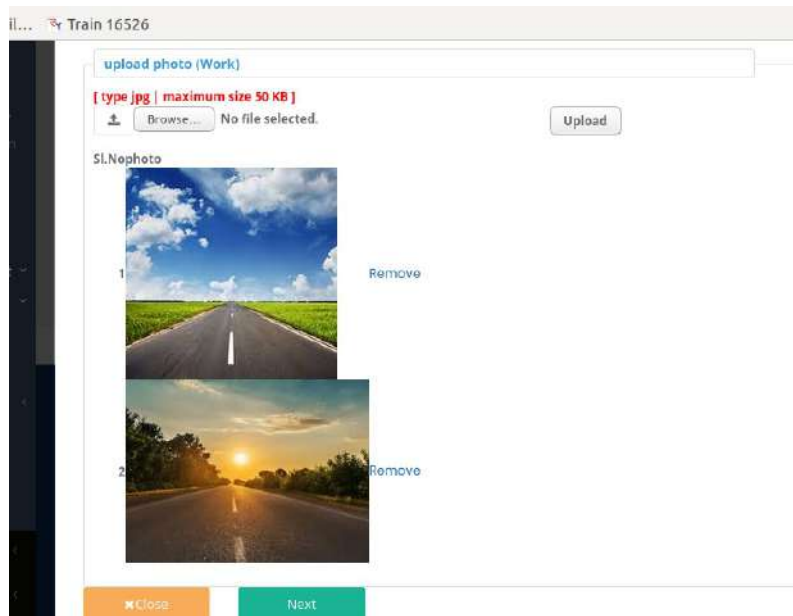 il... Train 16526
upload photo (Work)
[ type jpg | maximum size 50 KB ]
Browse... No file selected. Upload
Sl.Nophoto
1 Remove
2 Remove
✖Close Next